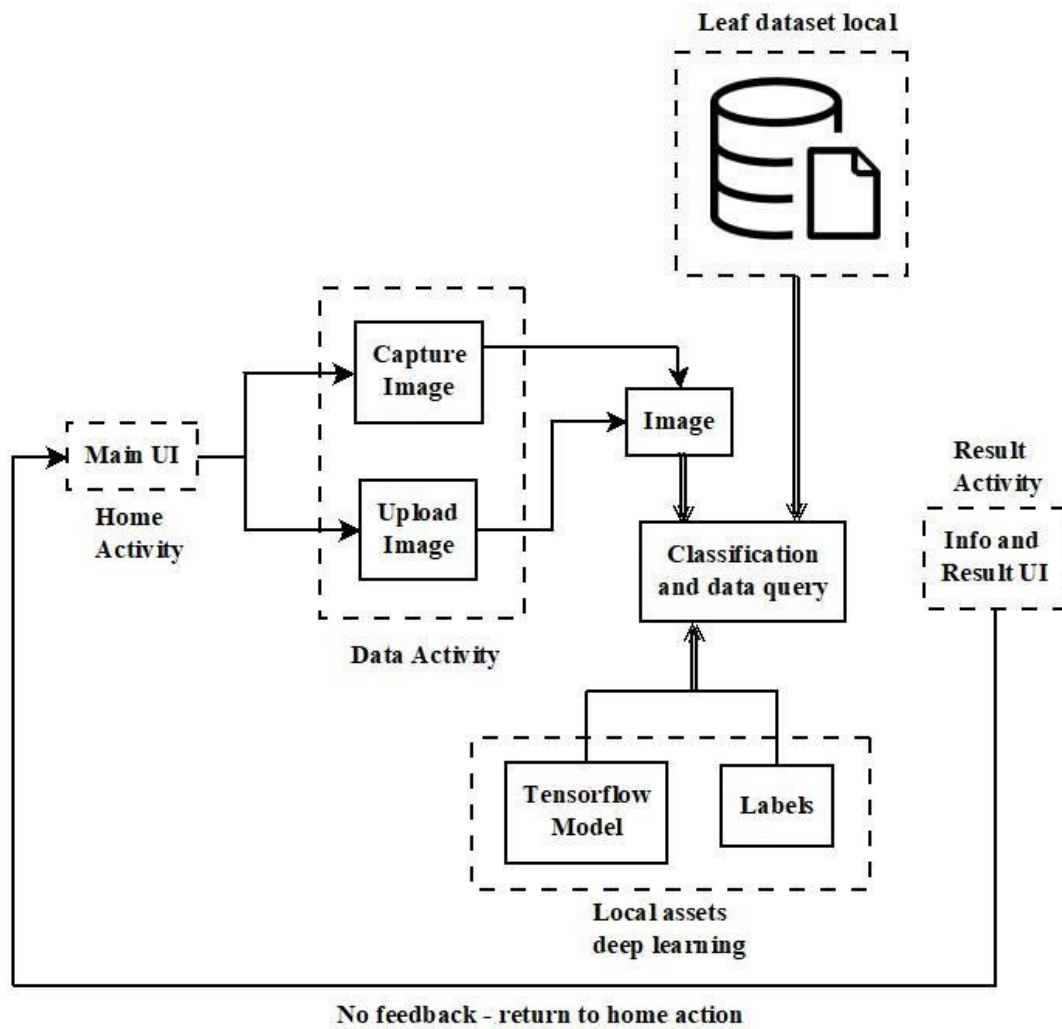 Leaf dataset local
Capture
Image
Image
Main UI
Home
Activity
Upload
Image
Data Activity
Classification
and data query
Result
Activity
Info and
Result UI
Tensorflow
Model
Labels
Local assets
deep learning
No feedback - return to home action